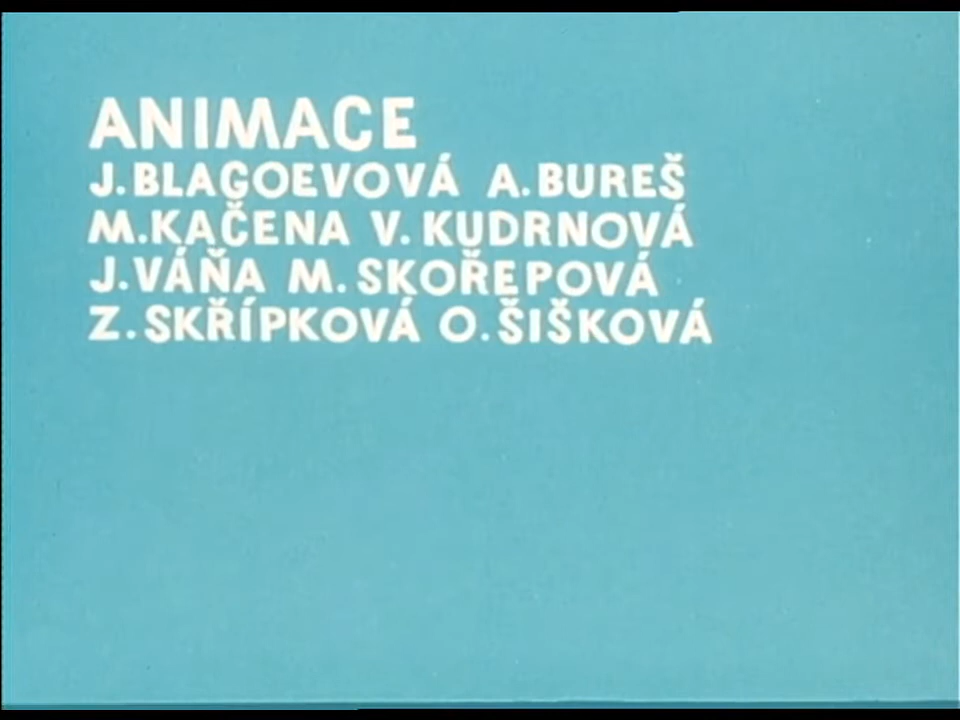 ANIMACE
J. BLAGOEVOVÁ A. BUREŠ
M. KAČENA V. KUDRNOVÁ
J. VÁŇA M. SKOŘEPOVÁ
Z. SKŘÍPKOVÁ O. ŠIŠKOVÁ